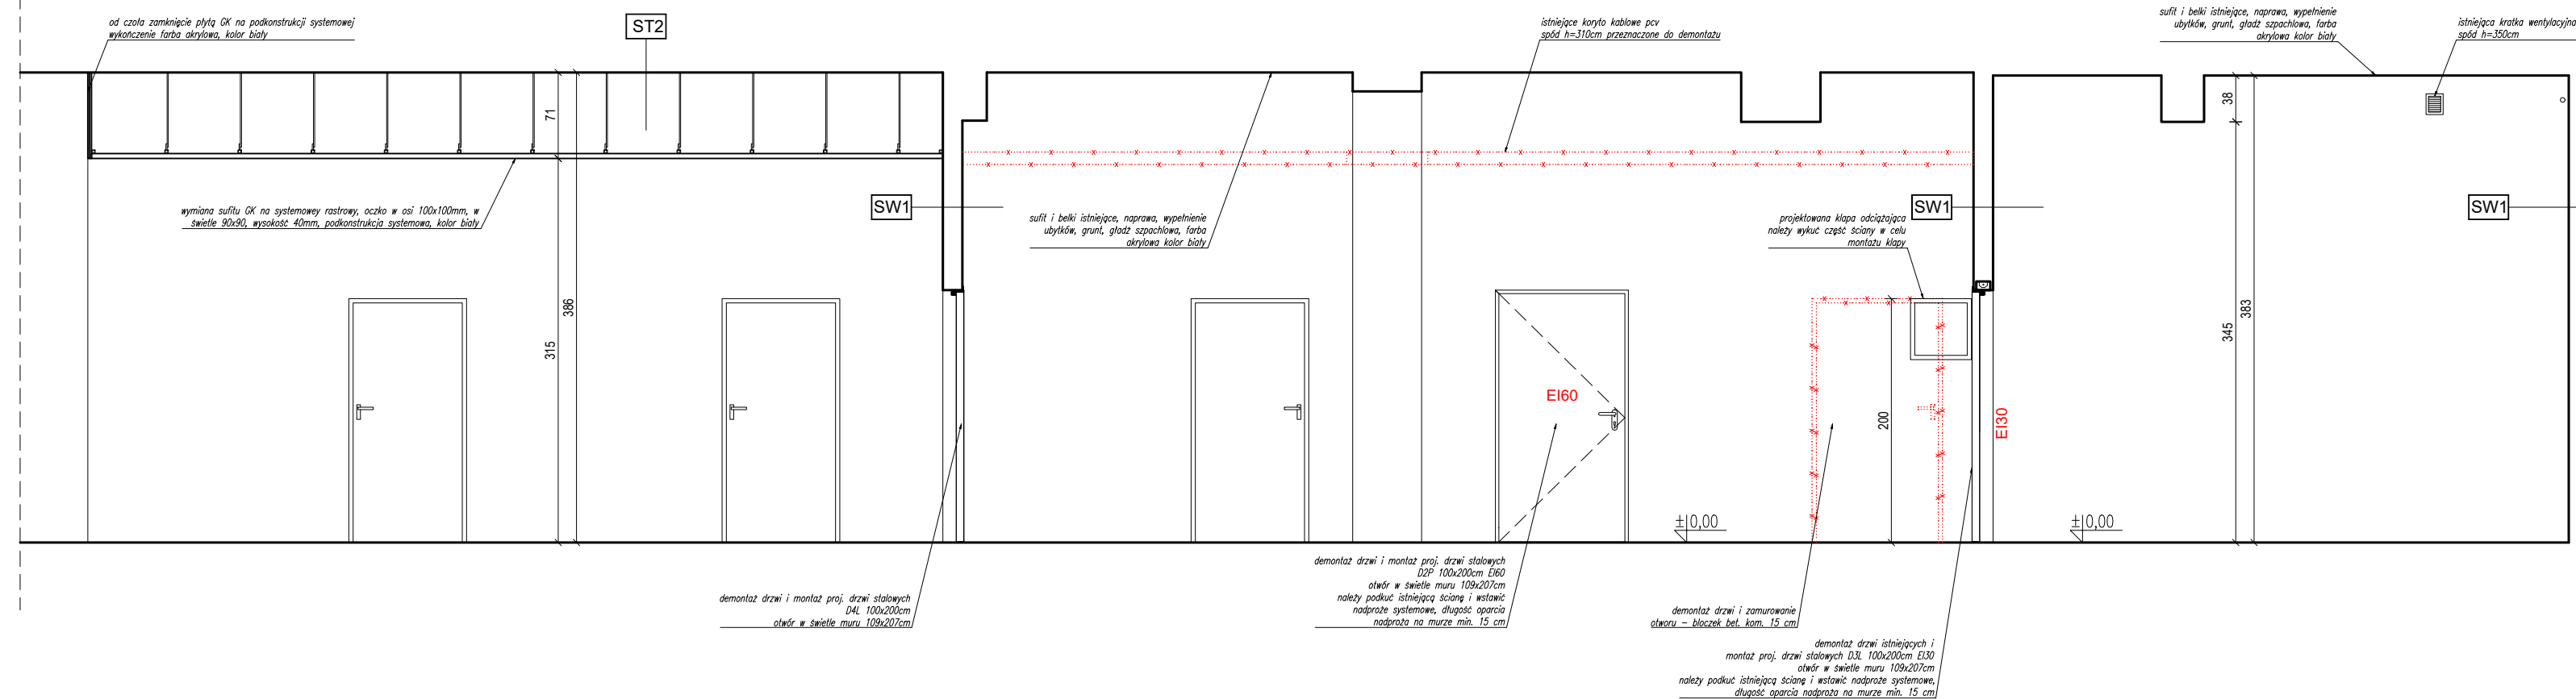 od czoła zamknięcie płytą GK na podkonstrukcji systemowej
wykończenie farba akrylowa, kolor biały
ST2
istniejące koryto kablowe pcv
spód h=310cm przeznaczone do demontażu
sufit i belki istniejące, naprawa, wypełnienie
ubytków, grunt, gładź szpachlowa, farba
akrylowa kolor biały
istniejąca kratka wentylacyjna
spód h=350cm
71
38
wymiana sufitu GK na systemowey rastrowy, oczko w osi 100x100mm, w
świetle 90x90, wysokość 40mm, podkonstrukcja systemowa, kolor biały
SW1
sufit i belki istniejące, naprawa, wypełnienie
ubytków, grunt, gładź szpachlowa, farba
akrylowa kolor biały
projektowana klapa odciążająca
należy wykuć część ściany w celu
montażu klapy
SW1
SW1
386
315
383
345
EI60
200
EI30
±0,00
±0,00
demontaż drzwi i montaż proj. drzwi stalowych
D4L 100x200cm
otwór w świetle muru 109x207cm
demontaż drzwi i montaż proj. drzwi stalowych
D2P 100x200cm EI60
otwór w świetle muru 109x207cm
należy podkuć istniejącą ścianę i wstawić
nadproże systemowe, długość oparcia
nadproża na murze min. 15 cm
demontaż drzwi i zamurowanie
otworu – bloczek bet. kom. 15 cm
demontaż drzwi istniejących i
montaż proj. drzwi stalowych D3L 100x200cm EI30
otwór w świetle muru 109x207cm
należy podkuć istniejącą ścianę i wstawić nadproże systemowe,
długość oparcia nadproża na murze min. 15 cm